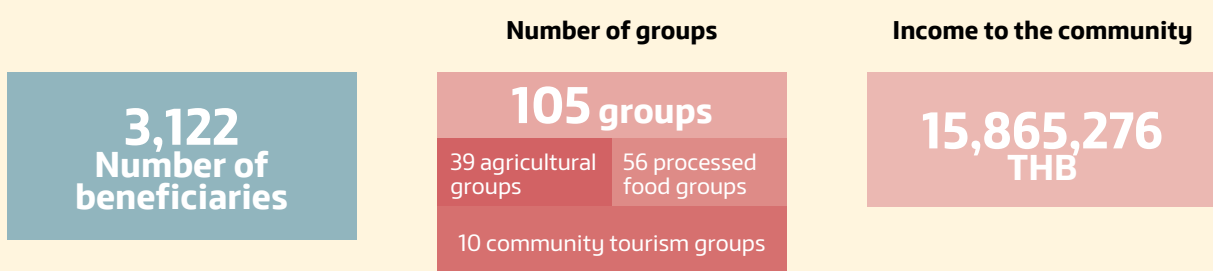 3,122
Number of
beneficiaries
Number of groups
105 groups
39 agricultural
groups
56 processed
food groups
10 community tourism groups
Income to the community
15,865,276
THB